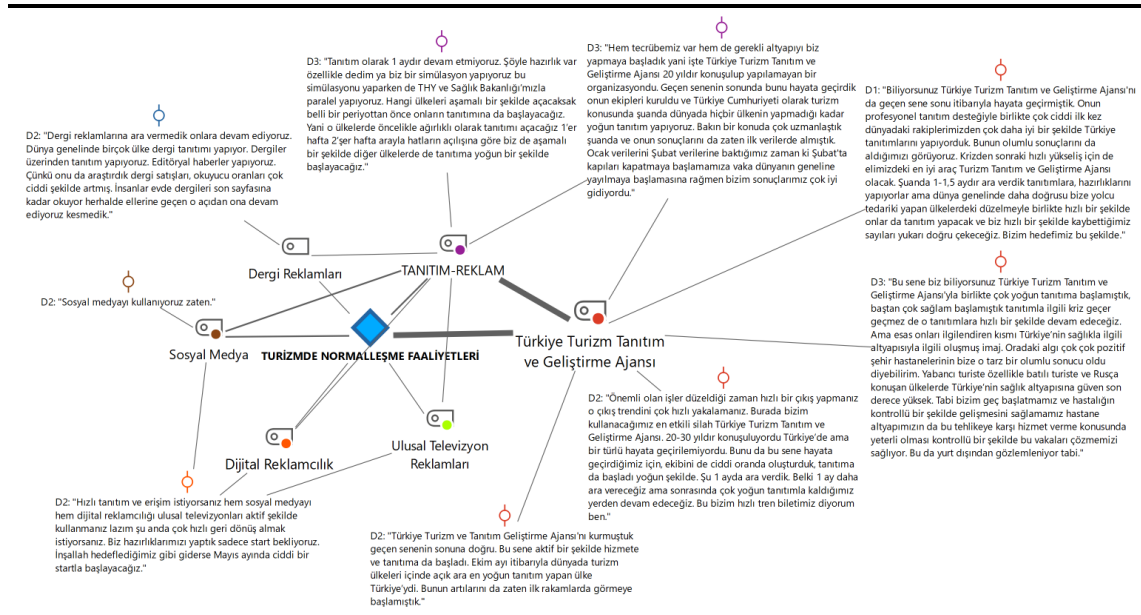 D3: "Tanıtım olarak 1 aydır devam etmiyoruz. Şöyle hazırlık var
özellikle dedim ya biz bir simülasyon yapıyoruz bu
simülasyonu yaparken de THY ve Sağlık Bakanlığı'mızla
paralel yapıyoruz. Hangi ülkeleri aşamalı bir şekilde açacaksak
belli bir periyottan önce onların tanıtımına da başlayacağız.
Yani o ülkelerde öncelikle ağırlıklı olarak tanıtımı açacağız 1'er
hafta 2'şer hafta arayla hatların açılışına göre biz de aşamalı
bir şekilde diğer ülkelerde de tanıtıma yoğun bir şekilde
başlayacağız."
D3: "Hem tecrübemiz var hem de gerekli altyapıyı biz
yapmaya başladık yani işte Türkiye Turizm Tanıtım ve
Geliştirme Ajansı 20 yıldır konuşulup yapılamayan bir
organizasyondu. Geçen senenin sonunda bunu hayata geçirdik
onun ekipleri kuruldu ve Türkiye Cumhuriyeti olarak turizm
konusunda şuanda dünyada hiçbir ülkenin yapmadığı kadar
yoğun tanıtım yapıyoruz. Bakın bir konuda çok uzmanlaştık
şuanda ve onun sonuçlarını da zaten ilk verilerde almıştık.
Ocak verilerini Şubat verilerine baktığımız zaman ki Şubat'ta
kapıları kapatmaya başlamamıza vaka dünyanın geneline
yayılmaya başlamasına rağmen bizim sonuçlarımız çok iyi
gidiyordu."
D1: "Biliyorsunuz Türkiye Turizm Tanıtım ve Geliştirme Ajansı'nı
da geçen sene sonu itibarıyla hayata geçirmiştik. Onun
profesyonel tanıtım desteğiyle birlikte çok ciddi ilk kez
dünyadaki rakiplerimizden çok daha iyi bir şekilde Türkiye
tanıtımlarını yapıyorduk. Bunun olumlu sonuçlarını da
aldığımızı görüyoruz. Krizden sonraki hızlı yükseliş için de
elimizdeki en iyi araç Turizm Tanıtım ve Geliştirme Ajansı
olacak. Şuanda 1-1,5 aydır ara verdik tanıtımlara, hazırlıklarını
yapıyorlar ama dünya genelinde daha doğrusu bize yolcu
tedariki yapan ülkelerdeki düzelmeyle birlikte hızlı bir şekilde
onlar da tanıtım yapacak ve biz hızlı bir şekilde kaybettiğimiz
sayıları yukarı doğru çekeceğiz. Bizim hedefimiz bu şekilde."
D2: "Dergi reklamlarına ara vermedik onlara devam ediyoruz.
Dünya genelinde birçok ülke dergi tanıtımı yapıyor. Dergiler
üzerinden tanıtım yapıyoruz. Editöryal haberler yapıyoruz.
Çünkü onu da araştırdık dergi satışları, okuyucu oranları çok
ciddi şekilde artmış. İnsanlar evde dergileri son sayfasına
kadar okuyor herhalde ellerine geçen o açıdan ona devam
ediyoruz kesmedik."
Dergi Reklamları
TANITIM-REKLAM
D2: "Sosyal medyayı kullanıyoruz zaten."
Sosyal Medya
TURİZMDE NORMALLEŞME FAALİYETLERİ
Türkiye Turizm Tanıtım
ve Geliştirme Ajansı
D3: "Bu sene biz biliyorsunuz Türkiye Turizm Tanıtım ve
Geliştirme Ajansı'yla birlikte çok yoğun tanıtıma başlamıştık,
baştan çok sağlam başlamıştık tanıtımla ilgili kriz geçer
geçmez de o tanıtımlara hızlı bir şekilde devam edeceğiz.
Ama esas onları ilgilendiren kısmı Türkiye'nin sağlıkla ilgili
altyapısıyla ilgili oluşmuş imaj. Oradaki algı çok çok pozitif
şehir hastanelerinin bize o tarz bir olumlu sonucu oldu
diyebilirim. Yabancı turiste özellikle batılı turiste ve Rusça
konuşan ülkelerde Türkiye'nin sağlık altyapısına güven son
derece yüksek. Tabi bizim geç başlatmamız ve hastalığın
kontrollü bir şekilde gelişmesini sağlamamız hastane
altyapımızın da bu tehlikeye karşı hizmet verme konusunda
yeterli olması kontrollü bir şekilde bu vakaları çözmemizi
sağlıyor. Bu da yurt dışından gözlemleniyor tabi."
Dijital Reklamcılık
Ulusal Televizyon
Reklamları
D2: "Önemli olan işler düzeldiği zaman hızlı bir çıkış yapmanız
o çıkış trendini çok hızlı yakalamanız. Burada bizim
kullanacağımız en etkili silah Türkiye Turizm Tanıtım ve
Geliştirme Ajansı. 20-30 yıldır konuşuluyordu Türkiye'de ama
bir türlü hayata geçirilemiyordu. Bunu da bu sene hayata
geçirdiğimiz için, ekibini de ciddi oranda oluşturduk, tanıtıma
da başladı yoğun şekilde. Şu 1 ayda ara verdik. Belki 1 ay daha
ara vereceğiz ama sonrasında çok yoğun tanıtımla kaldığımız
yerden devam edeceğiz. Bu bizim hızlı tren biletimiz diyorum
ben."
D2: "Hızlı tanıtım ve erişim istiyorsanız hem sosyal medyayı
hem dijital reklamcılığı ulusal televizyonları aktif şekilde
kullanmanız lazım şu anda çok hızlı geri dönüş almak
istiyorsanız. Biz hazırlıklarımızı yaptık sadece start bekliyoruz.
İnşallah hedeflediğimiz gibi giderse Mayıs ayında ciddi bir
startla başlayacağız."
D2: "Türkiye Turizm ve Tanıtım Geliştirme Ajansı'nı kurmuştuk
geçen senenin sonuna doğru. Bu sene aktif bir şekilde hizmete
ve tanıtıma da başladı. Ekim ayı itibarıyla dünyada turizm
ülkeleri içinde açık ara en yoğun tanıtım yapan ülke
Türkiye'ydi. Bunun artılarını da zaten ilk rakamlarda görmeye
başlamıştık."